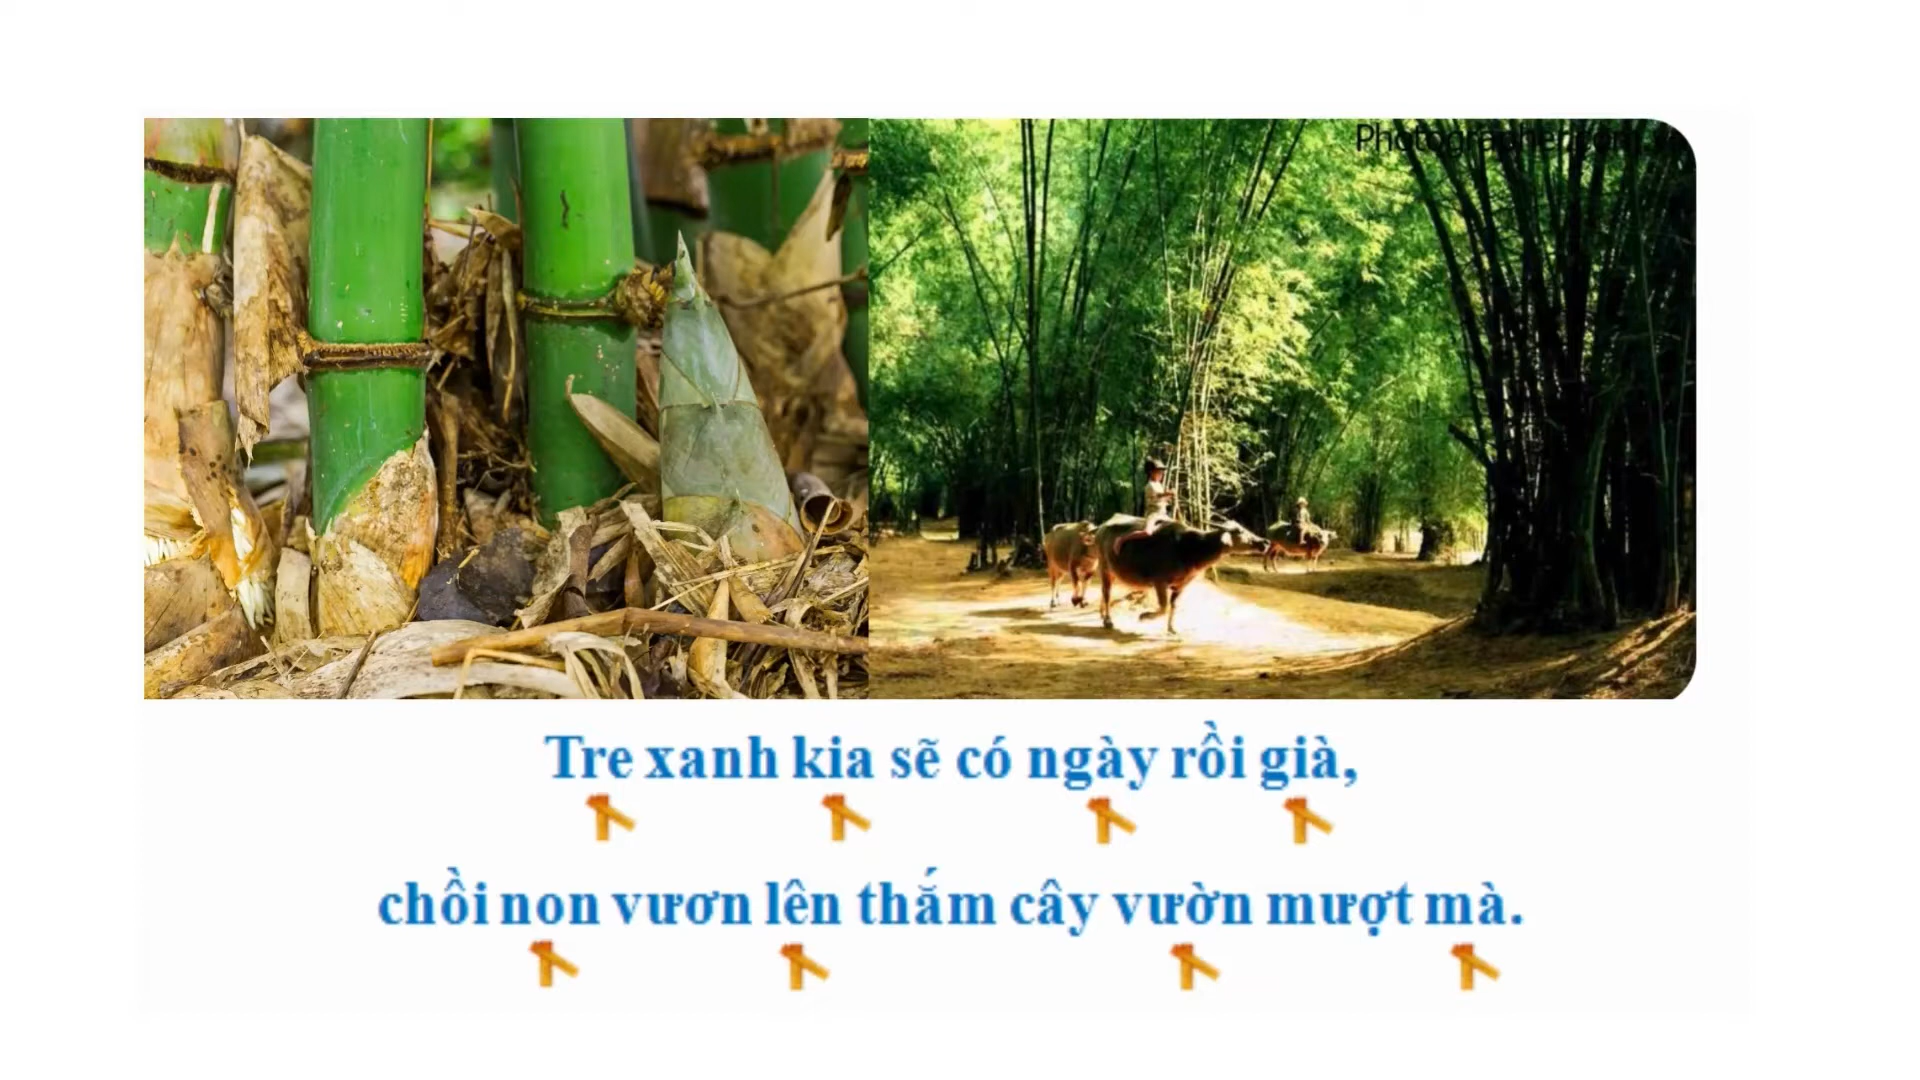 Tre xanh kia sẽ có ngày rồi già,
chồi non vươn lên thắm cây vườn mượt mà.